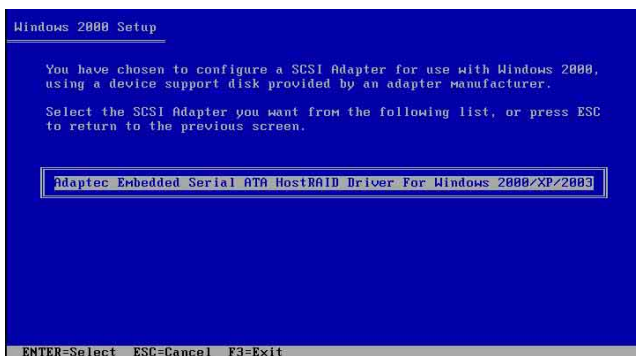 Windows 2000 Setup
You have chosen to configure a SCSI Adapter for use with Windows 2000,
using a device support disk provided by an adapter manufacturer.
Select the SCSI Adapter you want from the following list, or press ESC
to return to the previous screen.
Adaptec Embedded Serial ATA HostRAID Driver For Windows 2000/XP/2003
ENTER=Select ESC=Cancel F3=Exit